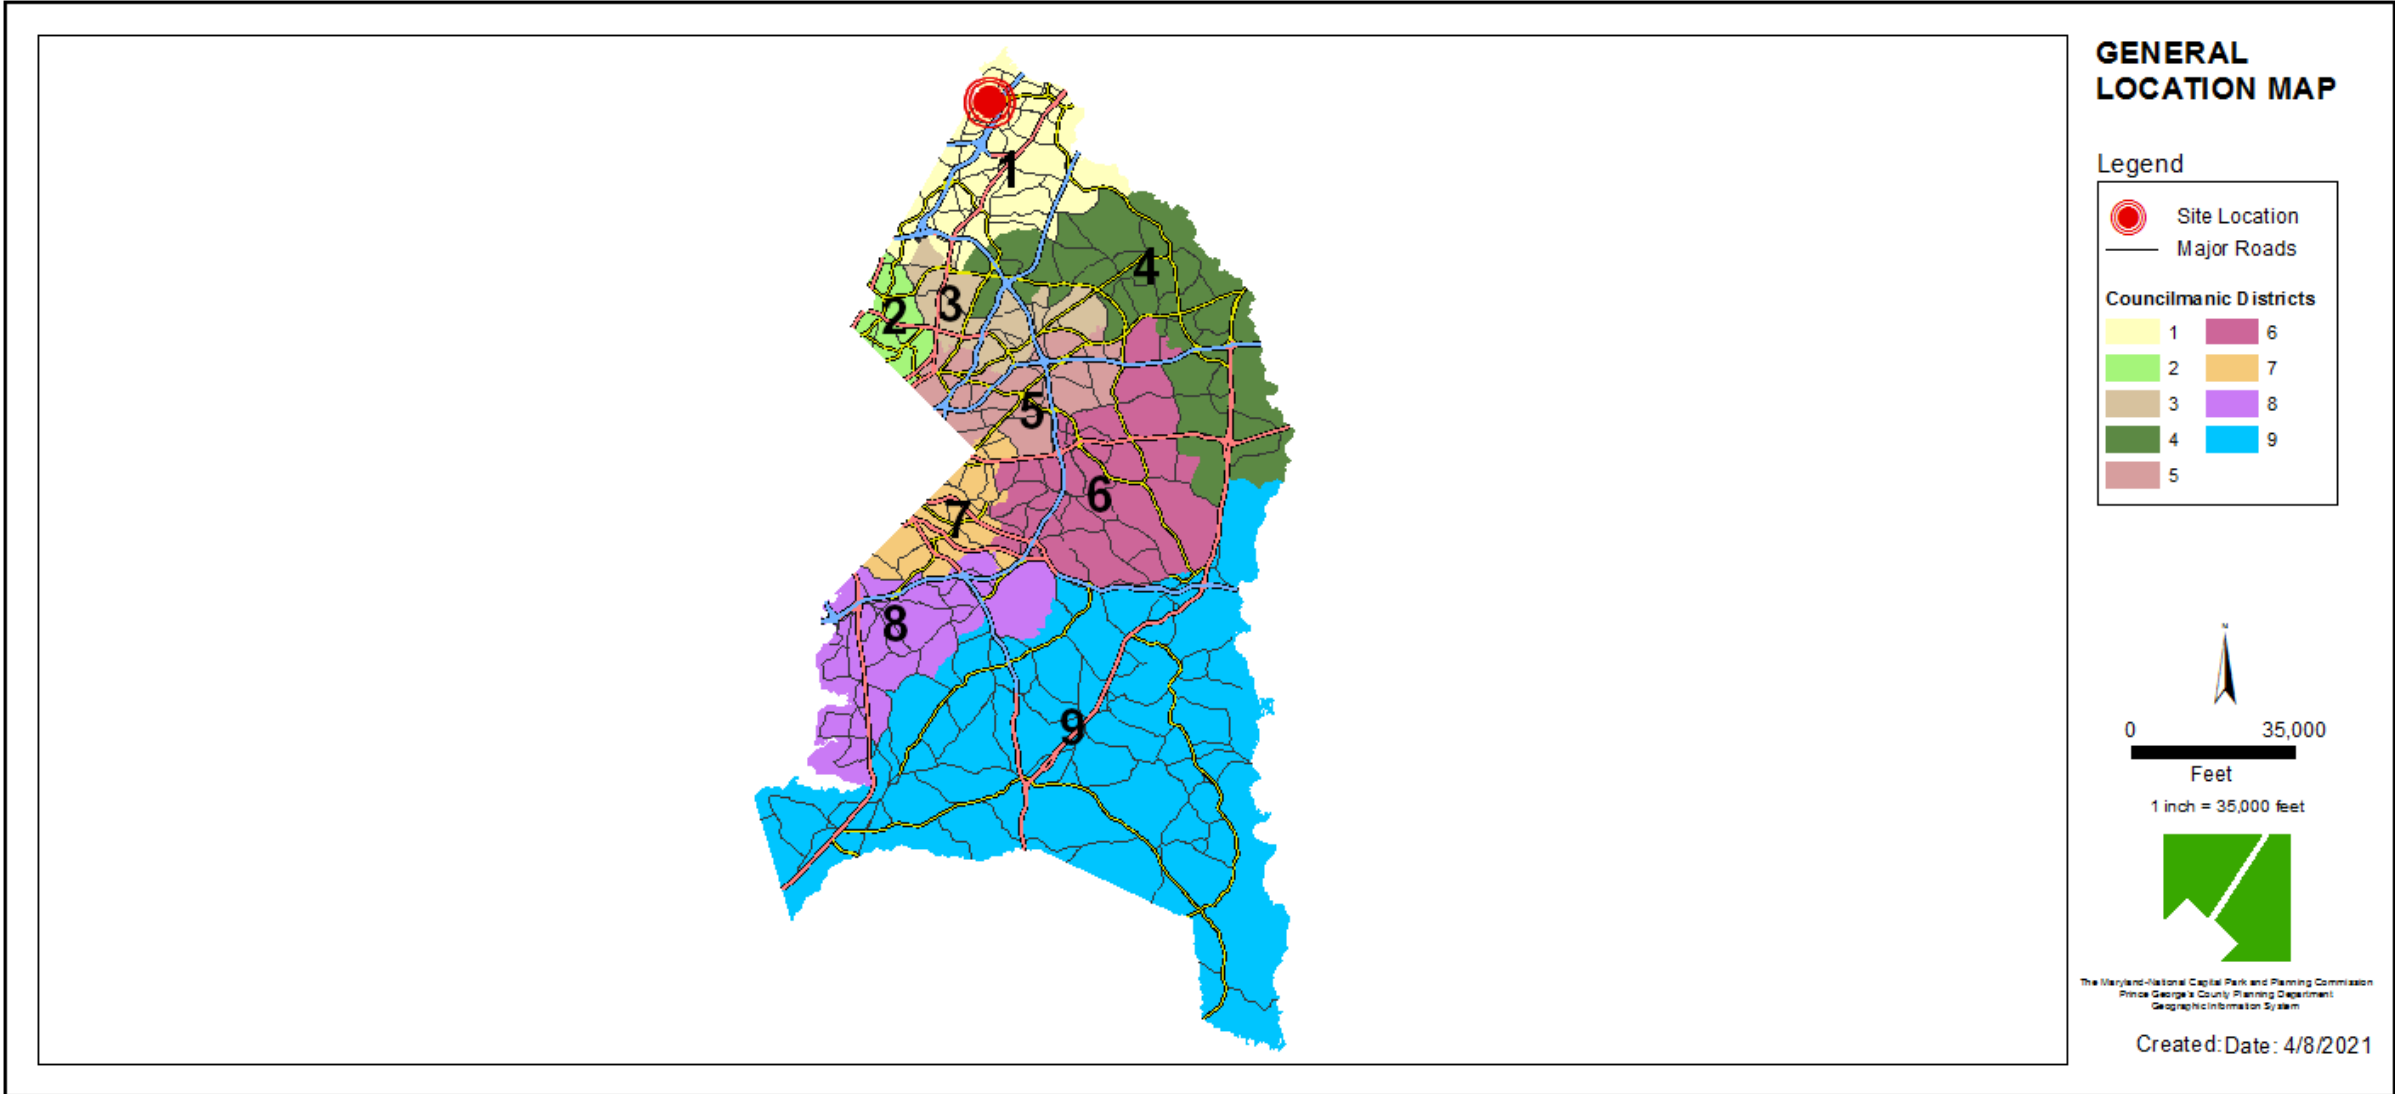 GENERAL
LOCATION MAP
Legend
Site Location
Major Roads
Councilmanic Districts
1 6
2 7
3 8
4 9
5
1
4
3
2
5
6
7
8
9
N
0 35,000
Feet
1 inch = 35,000 feet
The Maryland-National Capital Park and Planning Commission
Prince George's County Planning Department
Geographic Information System
Created: Date: 4/8/2021